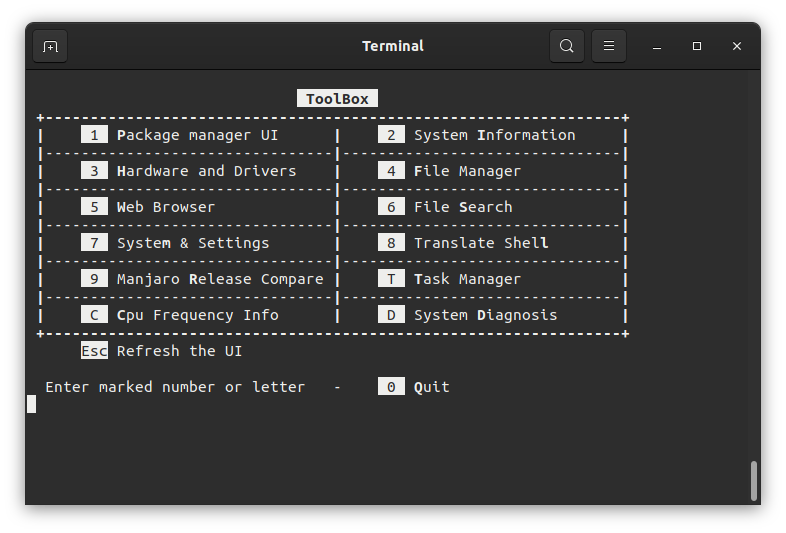 Terminal
ToolBox
1 Package manager UI | 2 System Information
3 Hardware and Drivers | 4 File Manager
5 Web Browser | 6 File Search
7 System & Settings | 8 Translate Shell
9 Manjaro Release Compare | T Task Manager
C Cpu Frequency Info | D System Diagnosis
Esc Refresh the UI
Enter marked number or letter - 0 Quit